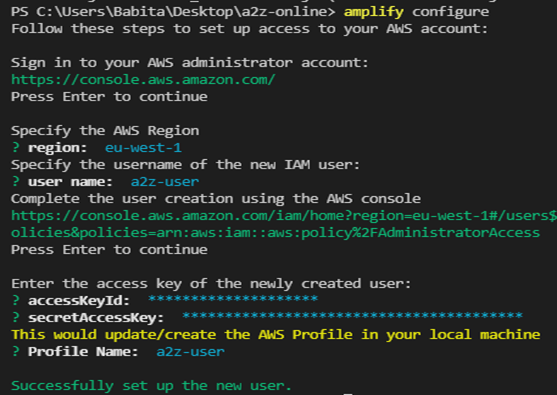 PS C:\Users\Babita\Desktop\a2z-online> amplify configure
Follow these steps to set up access to your AWS account:
Sign in to your AWS administrator account:
https://console.aws.amazon.com/
Press Enter to continue
Specify the AWS Region
? region:  eu-west-1
Specify the username of the new IAM user:
? user name:  a2z-user
Complete the user creation using the AWS console
https://console.aws.amazon.com/iam/home?region=eu-west-1#/users$
olicies&policies=arn:aws:iam::aws:policy%2FAdministratorAccess
Press Enter to continue
Enter the access key of the newly created user:
? accessKeyId:  ********************
? secretAccessKey:  ****************************************
This would update/create the AWS Profile in your local machine
? Profile Name:  a2z-user
Successfully set up the new user.